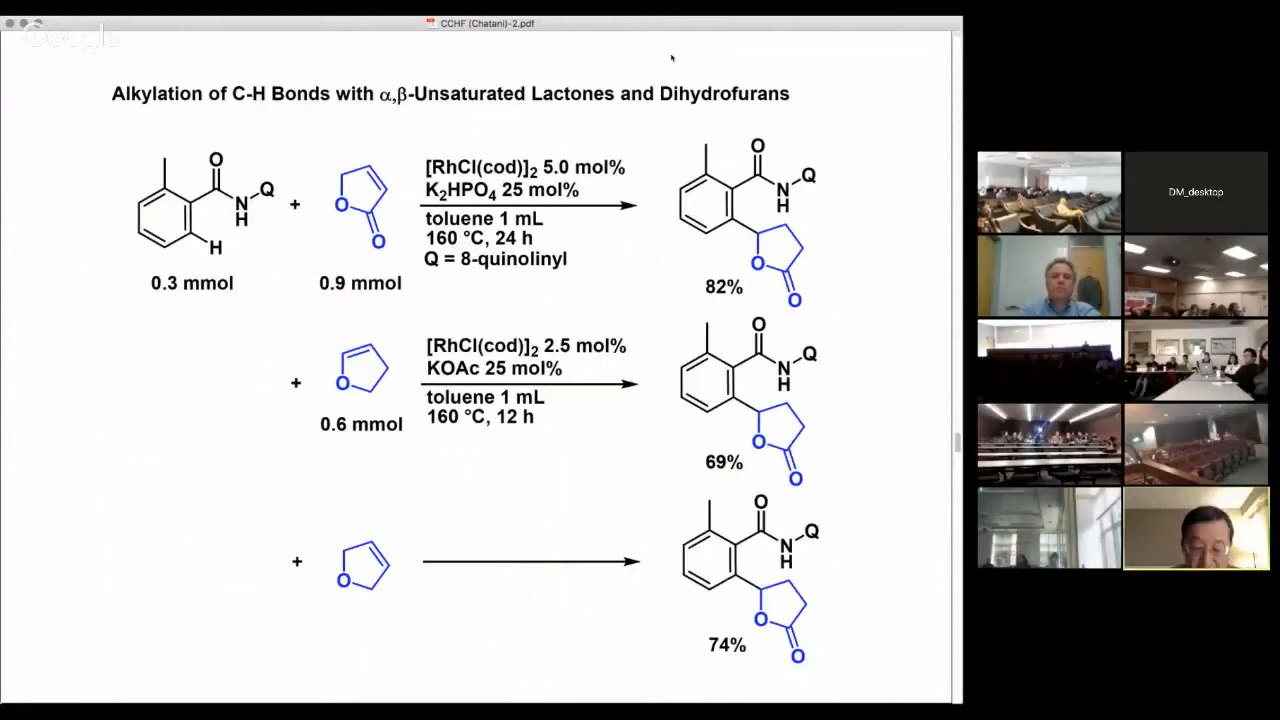 CCHF (Chatani)-2.pdf
Google
Alkylation of C-H Bonds with α,β-Unsaturated Lactones and Dihydrofurans
O
N
H
Q
H
0.3 mmol
+
O
O
0.9 mmol
[RhCl(cod)]2 5.0 mol%
K2HPO4 25 mol%
toluene 1 mL
160 °C, 24 h
Q = 8-quinolinyl
O
N
H
Q
O
O
82%
+
O
0.6 mmol
[RhCl(cod)]2 2.5 mol%
KOAc 25 mol%
toluene 1 mL
160 °C, 12 h
O
N
H
Q
O
O
69%
+
O
O
N
H
Q
O
O
74%
DM_desktop